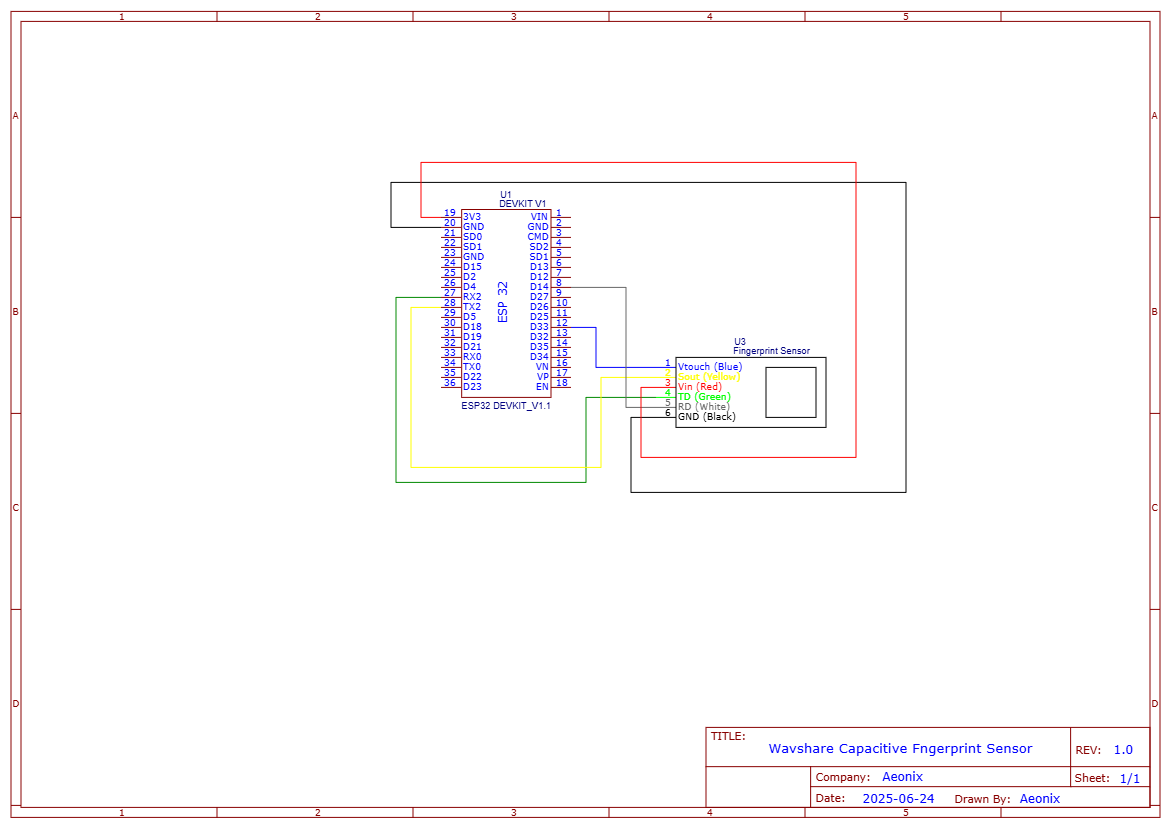 1 2 3 4 5
A A
B B
C C
D D
U1
DEVKIT V1
19 3V3 VIN 1
20 GND GND 2
21 SD0 CMD 3
22 SD1 SD2 4
23 GND SD1 5
24 D15 D13 6
25 D2 D12 7
26 D4 D14 8
27 RX2 D27 9
28 TX2 D26 10
29 D5 D25 11
30 D18 D33 12
31 D19 D32 13
32 D21 D35 14
33 RX0 D34 15
34 TX0 VN 16
35 D22 VP 17
36 D23 EN 18
ESP 32
ESP32 DEVKIT_V1.1
U3
Fingerprint Sensor
1 Vtouch (Blue)
2 Sout (Yellow)
3 Vin (Red)
4 TD (Green)
5 RD (White)
6 GND (Black)
TITLE:
Wavshare Capacitive Fngerprint Sensor
REV: 1.0
Company: Aeonix
Sheet: 1/1
Date: 2025-06-24 Drawn By: Aeonix
1 2 3 4 5